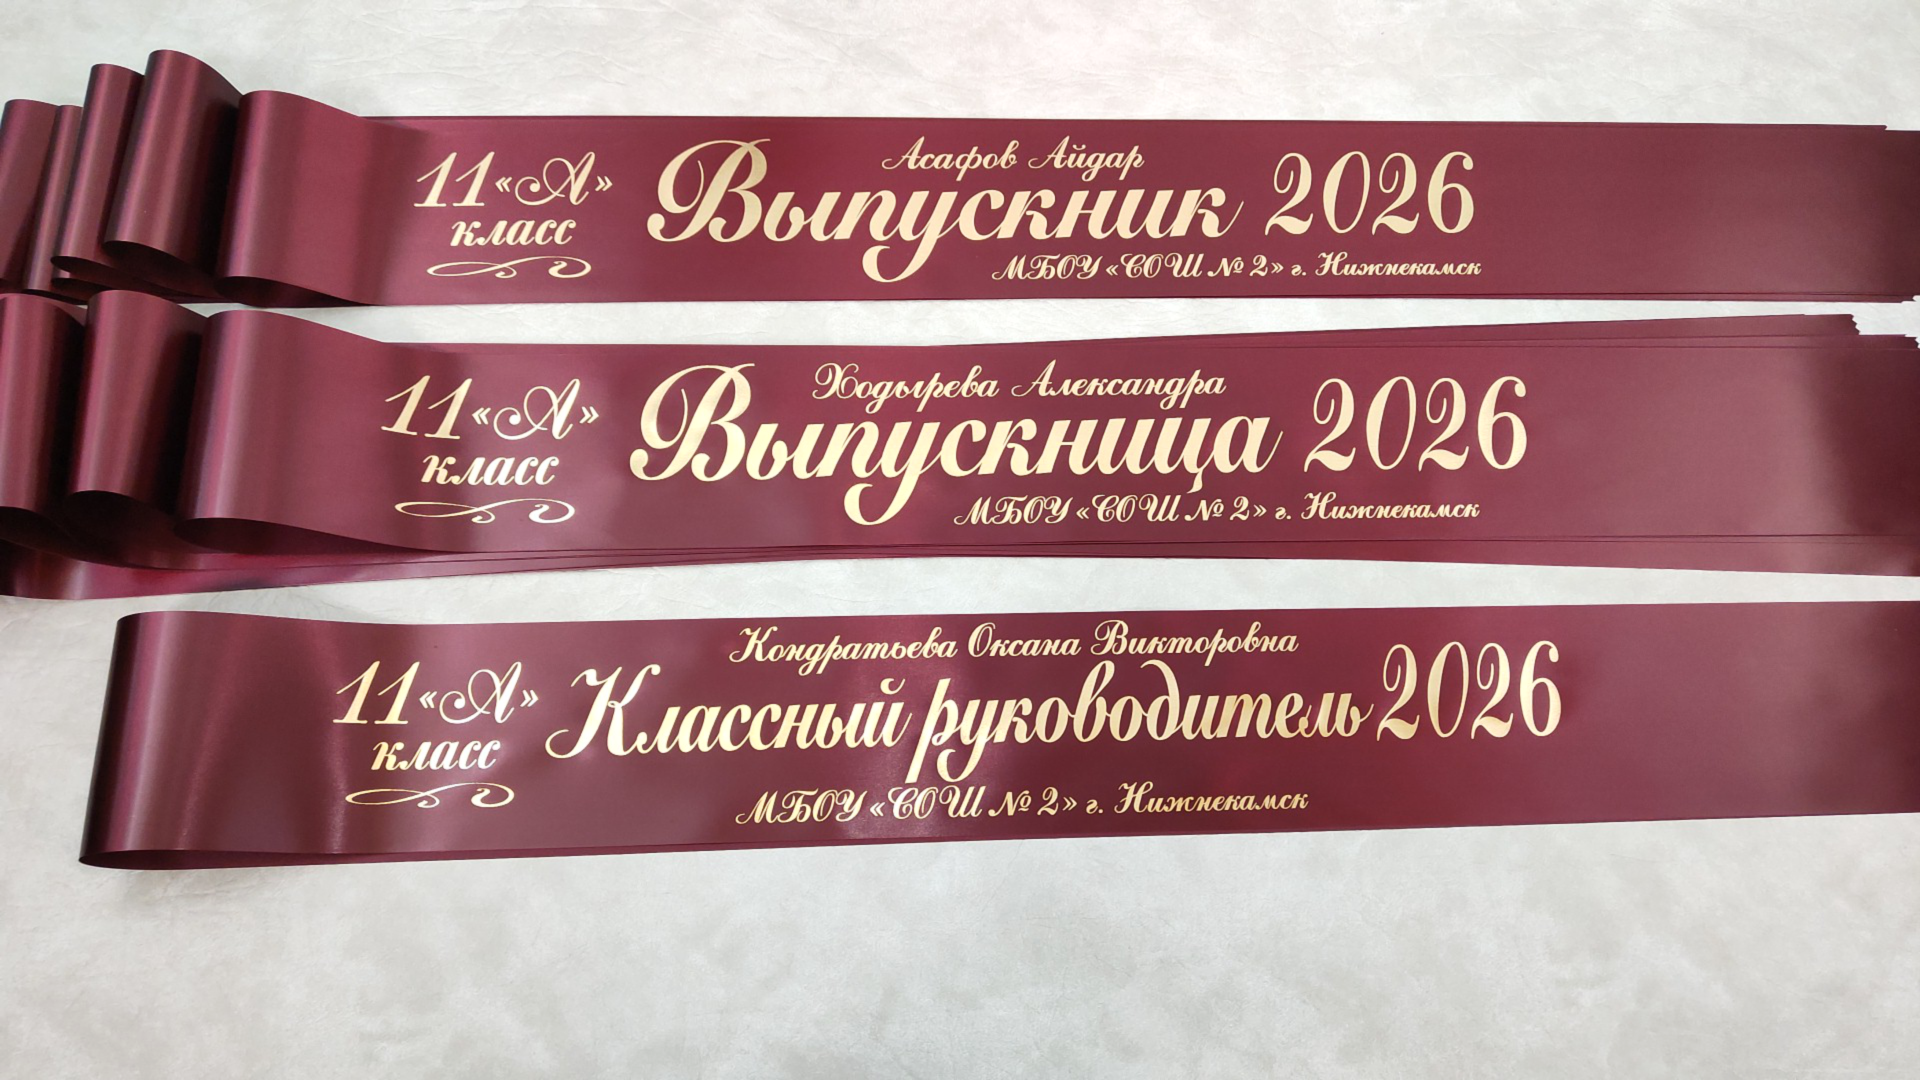 Асафов Айдар
11 «А» Выпускник 2026
класс
МБОУ «СОШ № 2» г. Нижнекамск
Ходырева Александра
11 «А» Выпускница 2026
класс
МБОУ «СОШ № 2» г. Нижнекамск
Кондратьева Оксана Викторовна
11 «А» Классный руководитель 2026
класс
МБОУ «СОШ № 2» г. Нижнекамск